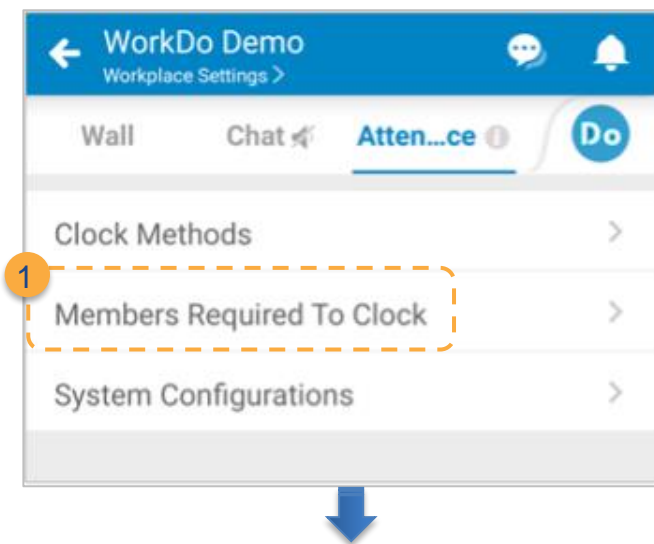 WorkDo Demo
Workplace Settings >
Wall Chat Atten...ce Do
Clock Methods
1
Members Required To Clock
System Configurations